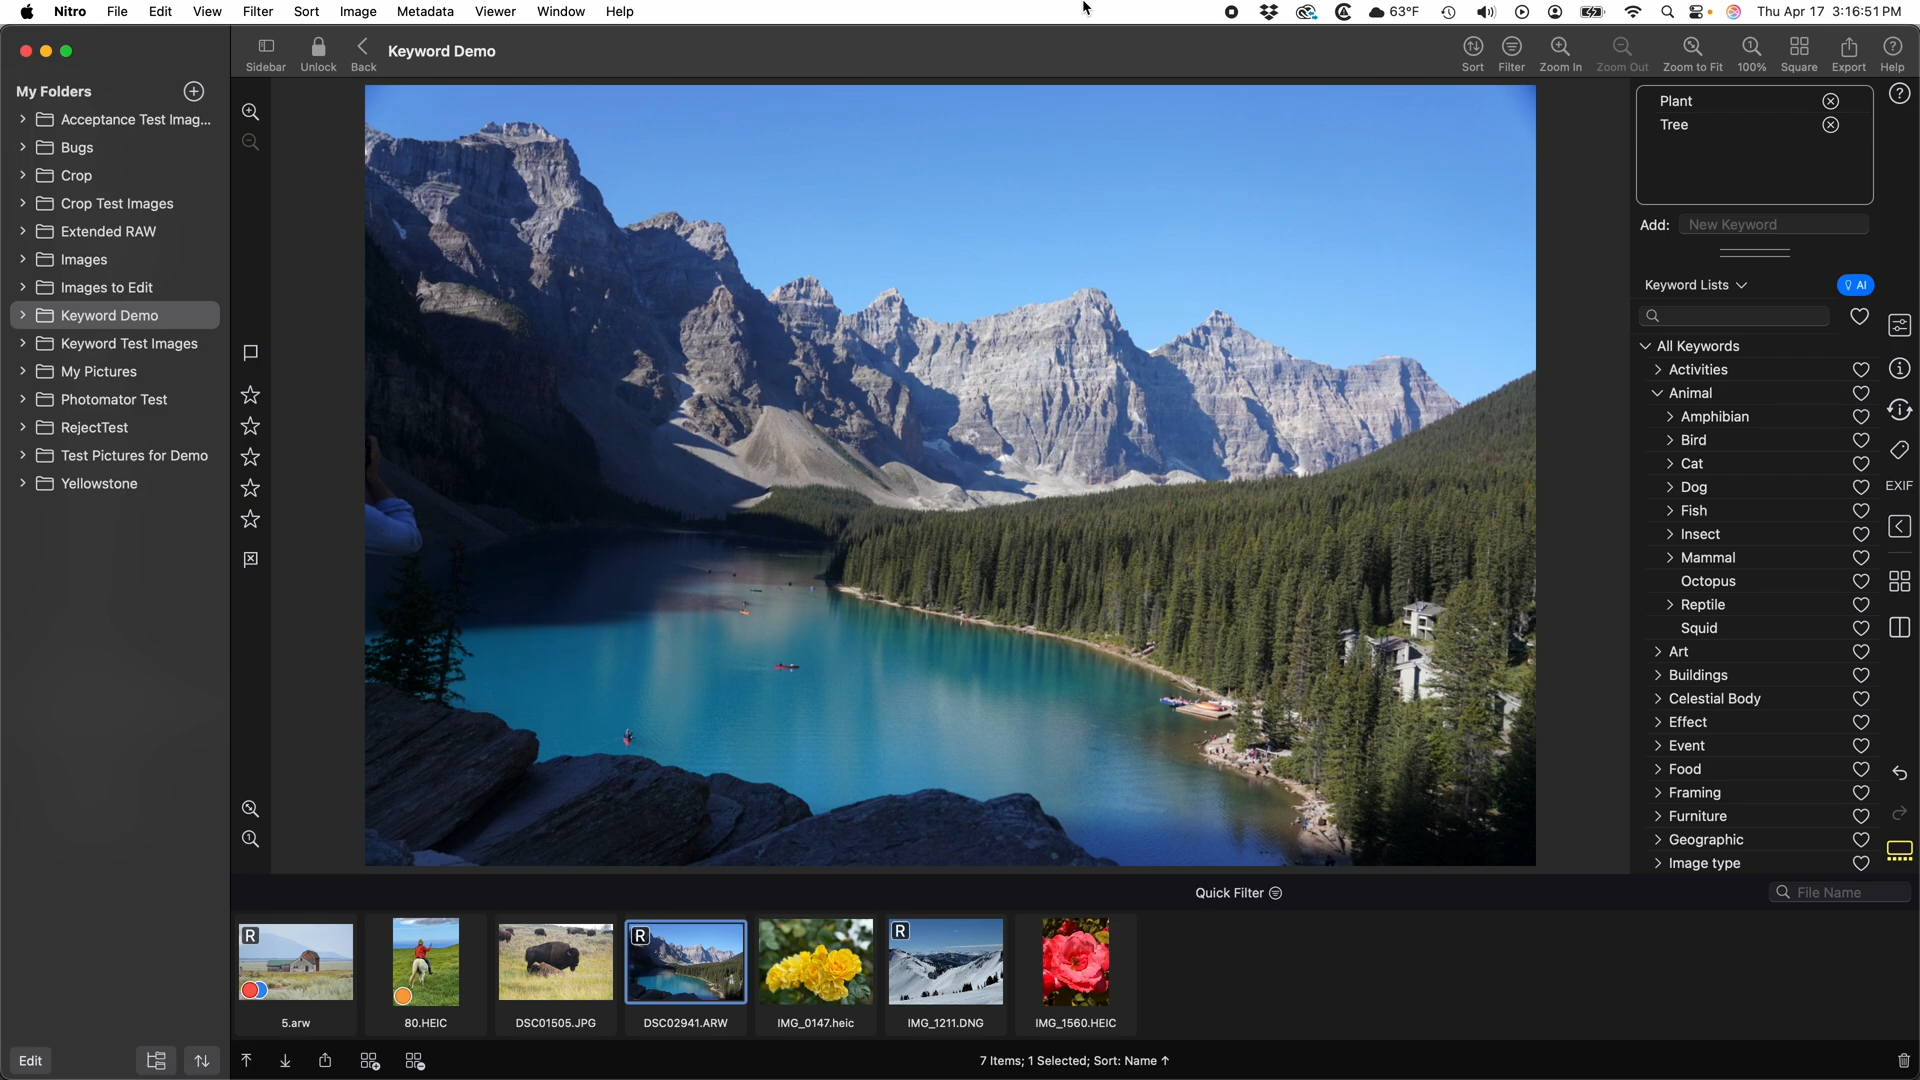 Nitro File Edit View Filter Sort Image Metadata Viewer Window Help 63°F Thu Apr 17 3:16:51 PM
Sidebar Unlock Back Keyword Demo Sort Filter Zoom In Zoom Out Zoom to Fit 100% Square Export Help
My Folders
Acceptance Test Imag...
Bugs
Crop
Crop Test Images
Extended RAW
Images
Images to Edit
Keyword Demo
Keyword Test Images
My Pictures
Photomator Test
RejectTest
Test Pictures for Demo
Yellowstone
Plant
Tree
Add: New Keyword
Keyword Lists AI
All Keywords
Activities
Animal
Amphibian
Bird
Cat
Dog
EXIF
Fish
Insect
Mammal
Octopus
Reptile
Squid
Art
Buildings
Celestial Body
Effect
Event
Food
Framing
Furniture
Geographic
Image type
Quick Filter File Name
R R R
5.arw 80.HEIC DSC01505.JPG DSC02941.ARW IMG_0147.heic IMG_1211.DNG IMG_1560.HEIC
Edit 7 Items; 1 Selected; Sort: Name ↑